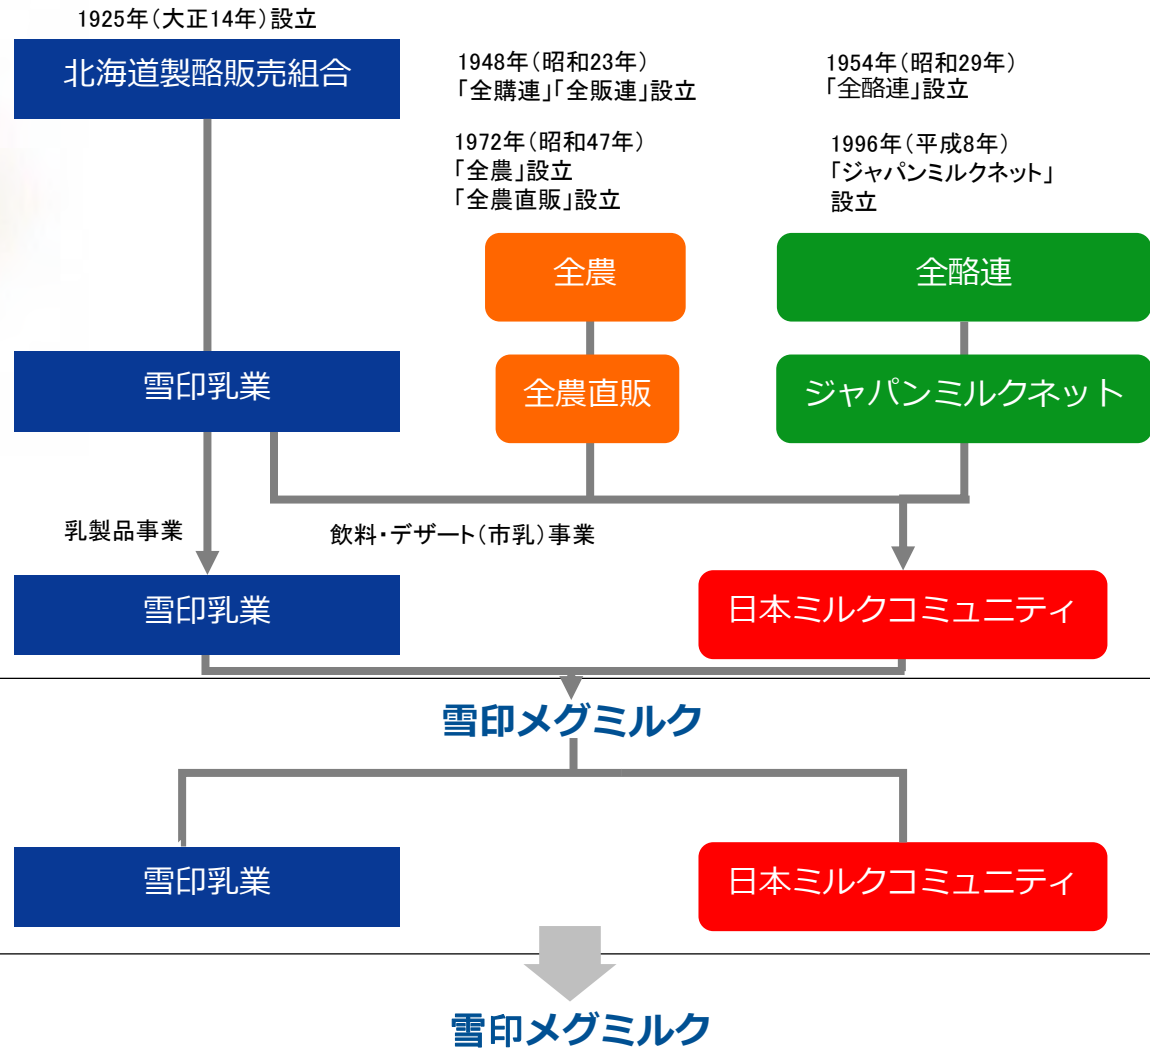 1925年(大正14年)設立
北海道製酪販売組合
1948年(昭和23年)
「全購連」「全販連」設立
1972年(昭和47年)
「全農」設立
「全農直販」設立
1954年(昭和29年)
「全酪連」設立
1996年(平成8年)
「ジャパンミルクネット」
設立
全農
全酪連
雪印乳業
全農直販
ジャパンミルクネット
乳製品事業
飲料・デザート(市乳)事業
雪印乳業
日本ミルクコミュニティ
雪印メグミルク
雪印乳業
日本ミルクコミュニティ
雪印メグミルク